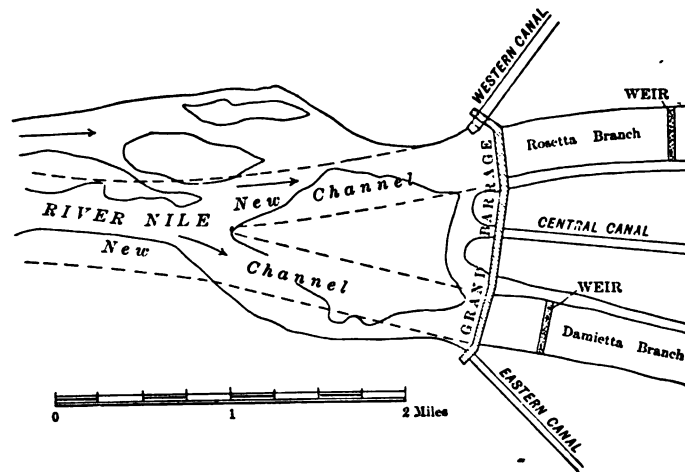 WESTERN CANAL
WEIR
Rosetta Branch
New Channel
RIVER NILE
GRAND BARRAGE
CENTRAL CANAL
New Channel
WEIR
Damietta Branch
EASTERN CANAL
0 1 2 Miles